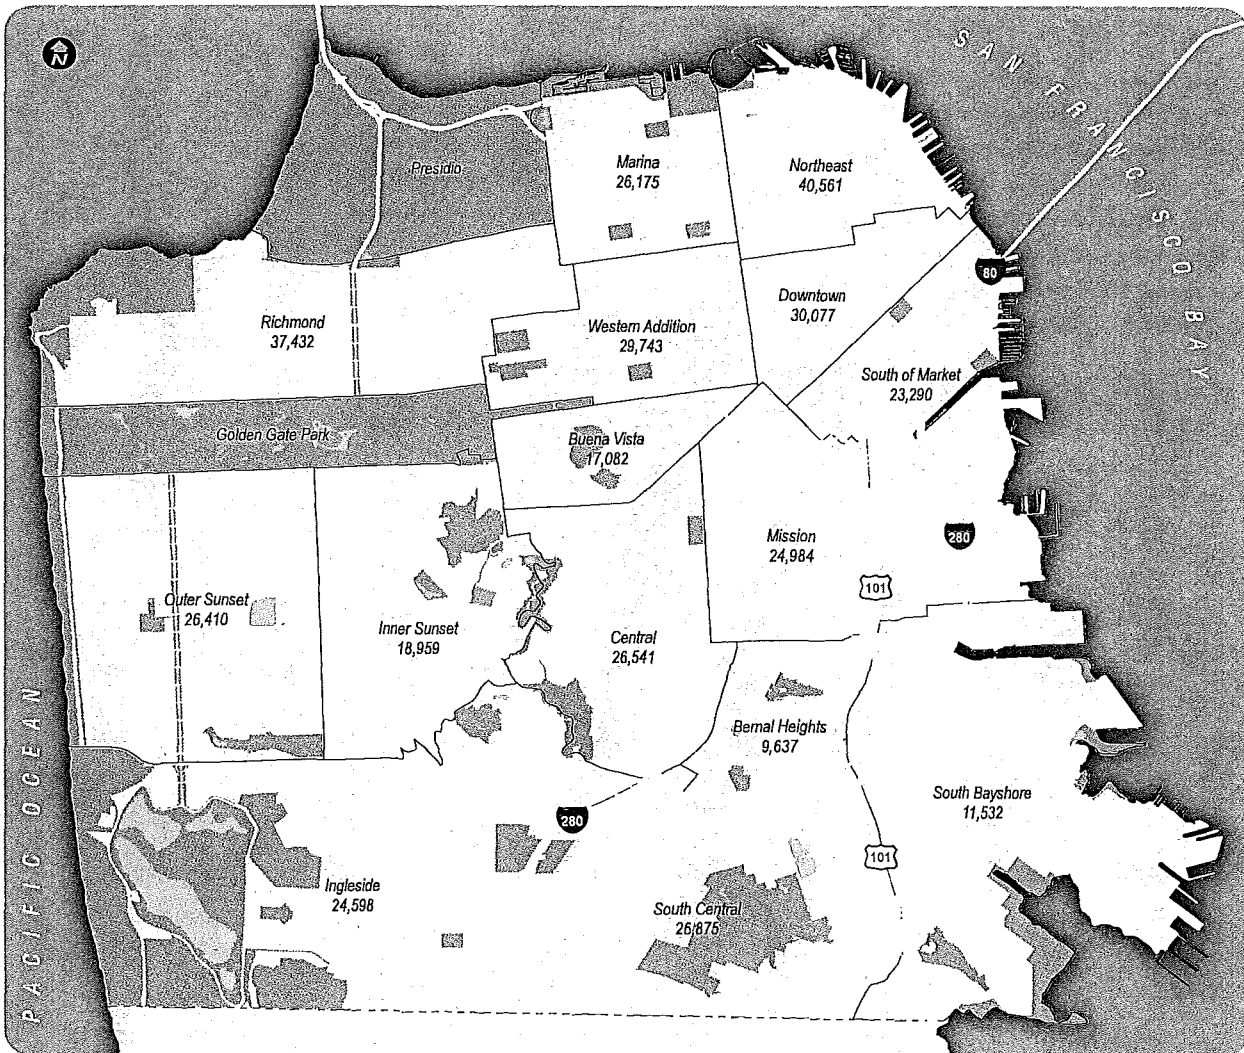 N
SAN FRANCISCO BAY
Presidio
Marina
26,175
Northeast
40,561
80
Downtown
30,077
Richmond
37,432
Western Addition
29,743
South of Market
23,290
Golden Gate Park
Buena Vista
17,082
Mission
24,984
280
101
Outer Sunset
26,410
Inner Sunset
18,959
Central
26,541
Bernal Heights
9,637
PACIFIC OCEAN
South Bayshore
11,532
280
101
Ingleside
24,598
South Central
26,875